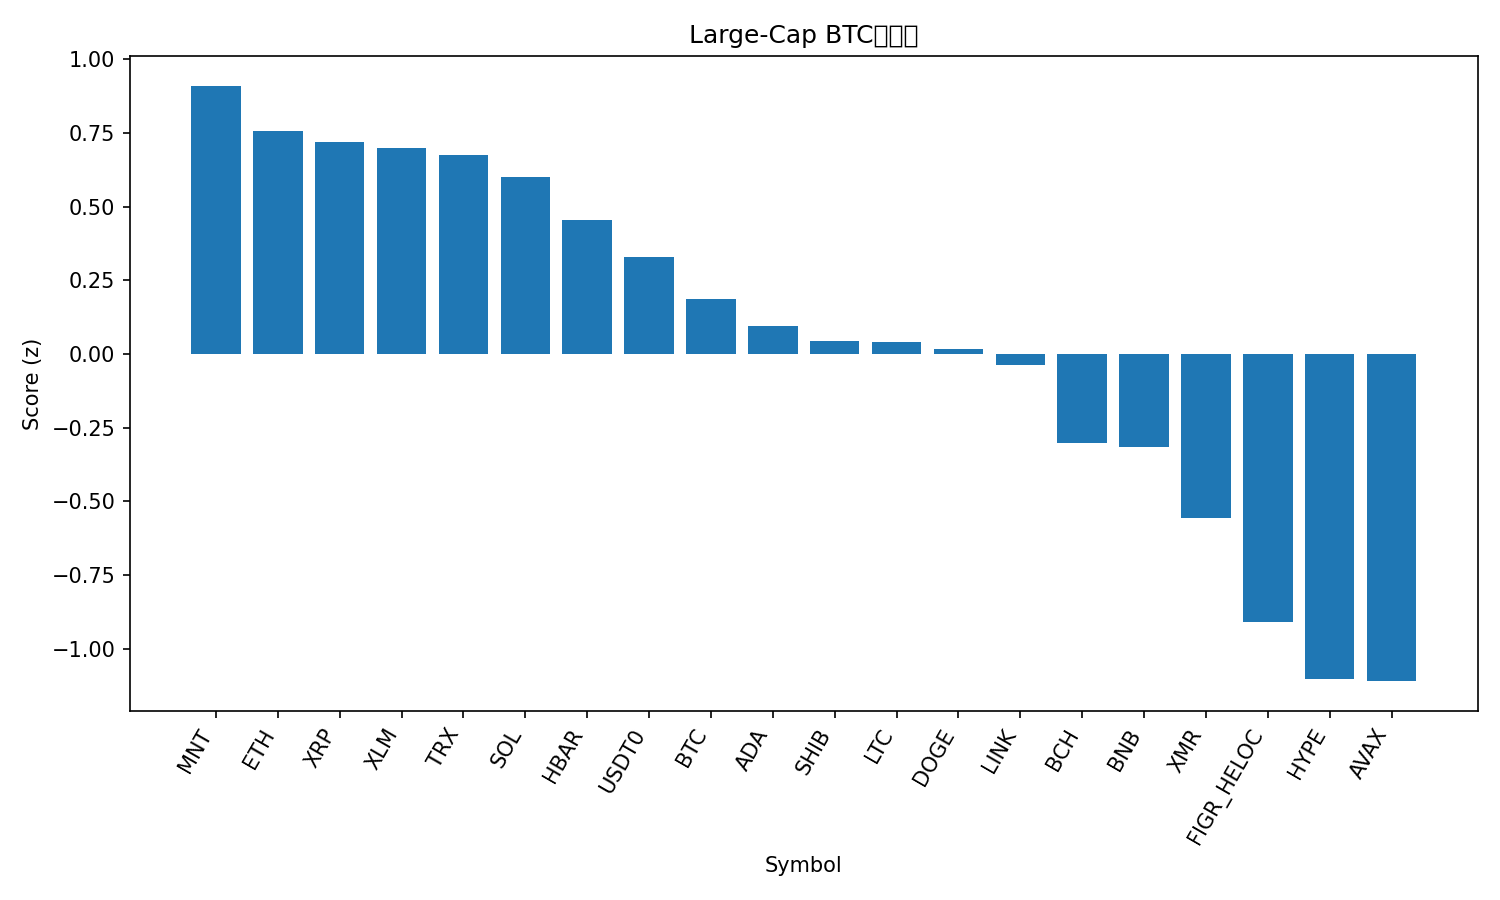 Large-Cap BTC
1.00
0.75
0.50
0.25
0.00
−0.25
−0.50
−0.75
−1.00
Score (z)
MNT
ETH
XRP
XLM
TRX
SOL
HBAR
USDT0
BTC
ADA
SHIB
LTC
DOGE
LINK
BCH
BNB
XMR
FIGR_HELOC
HYPE
AVAX
Symbol